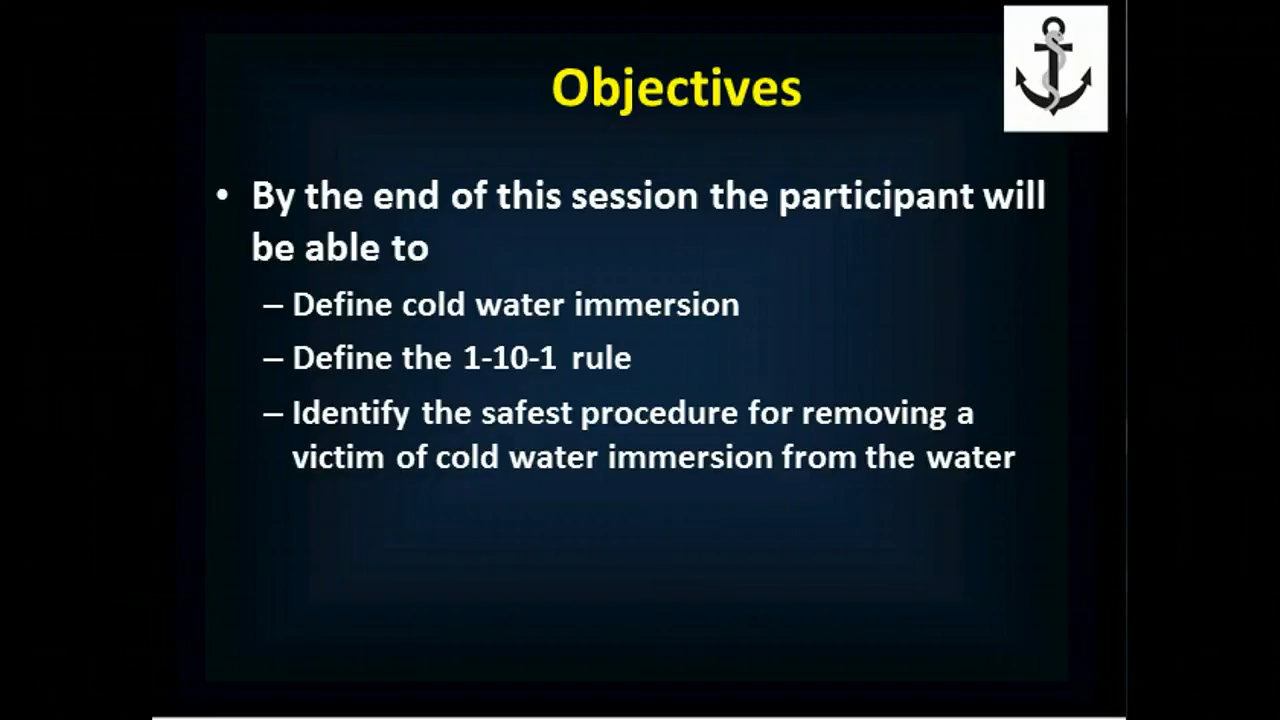 Objectives
• By the end of this session the participant will
be able to
– Define cold water immersion
– Define the 1-10-1 rule
– Identify the safest procedure for removing a
victim of cold water immersion from the water